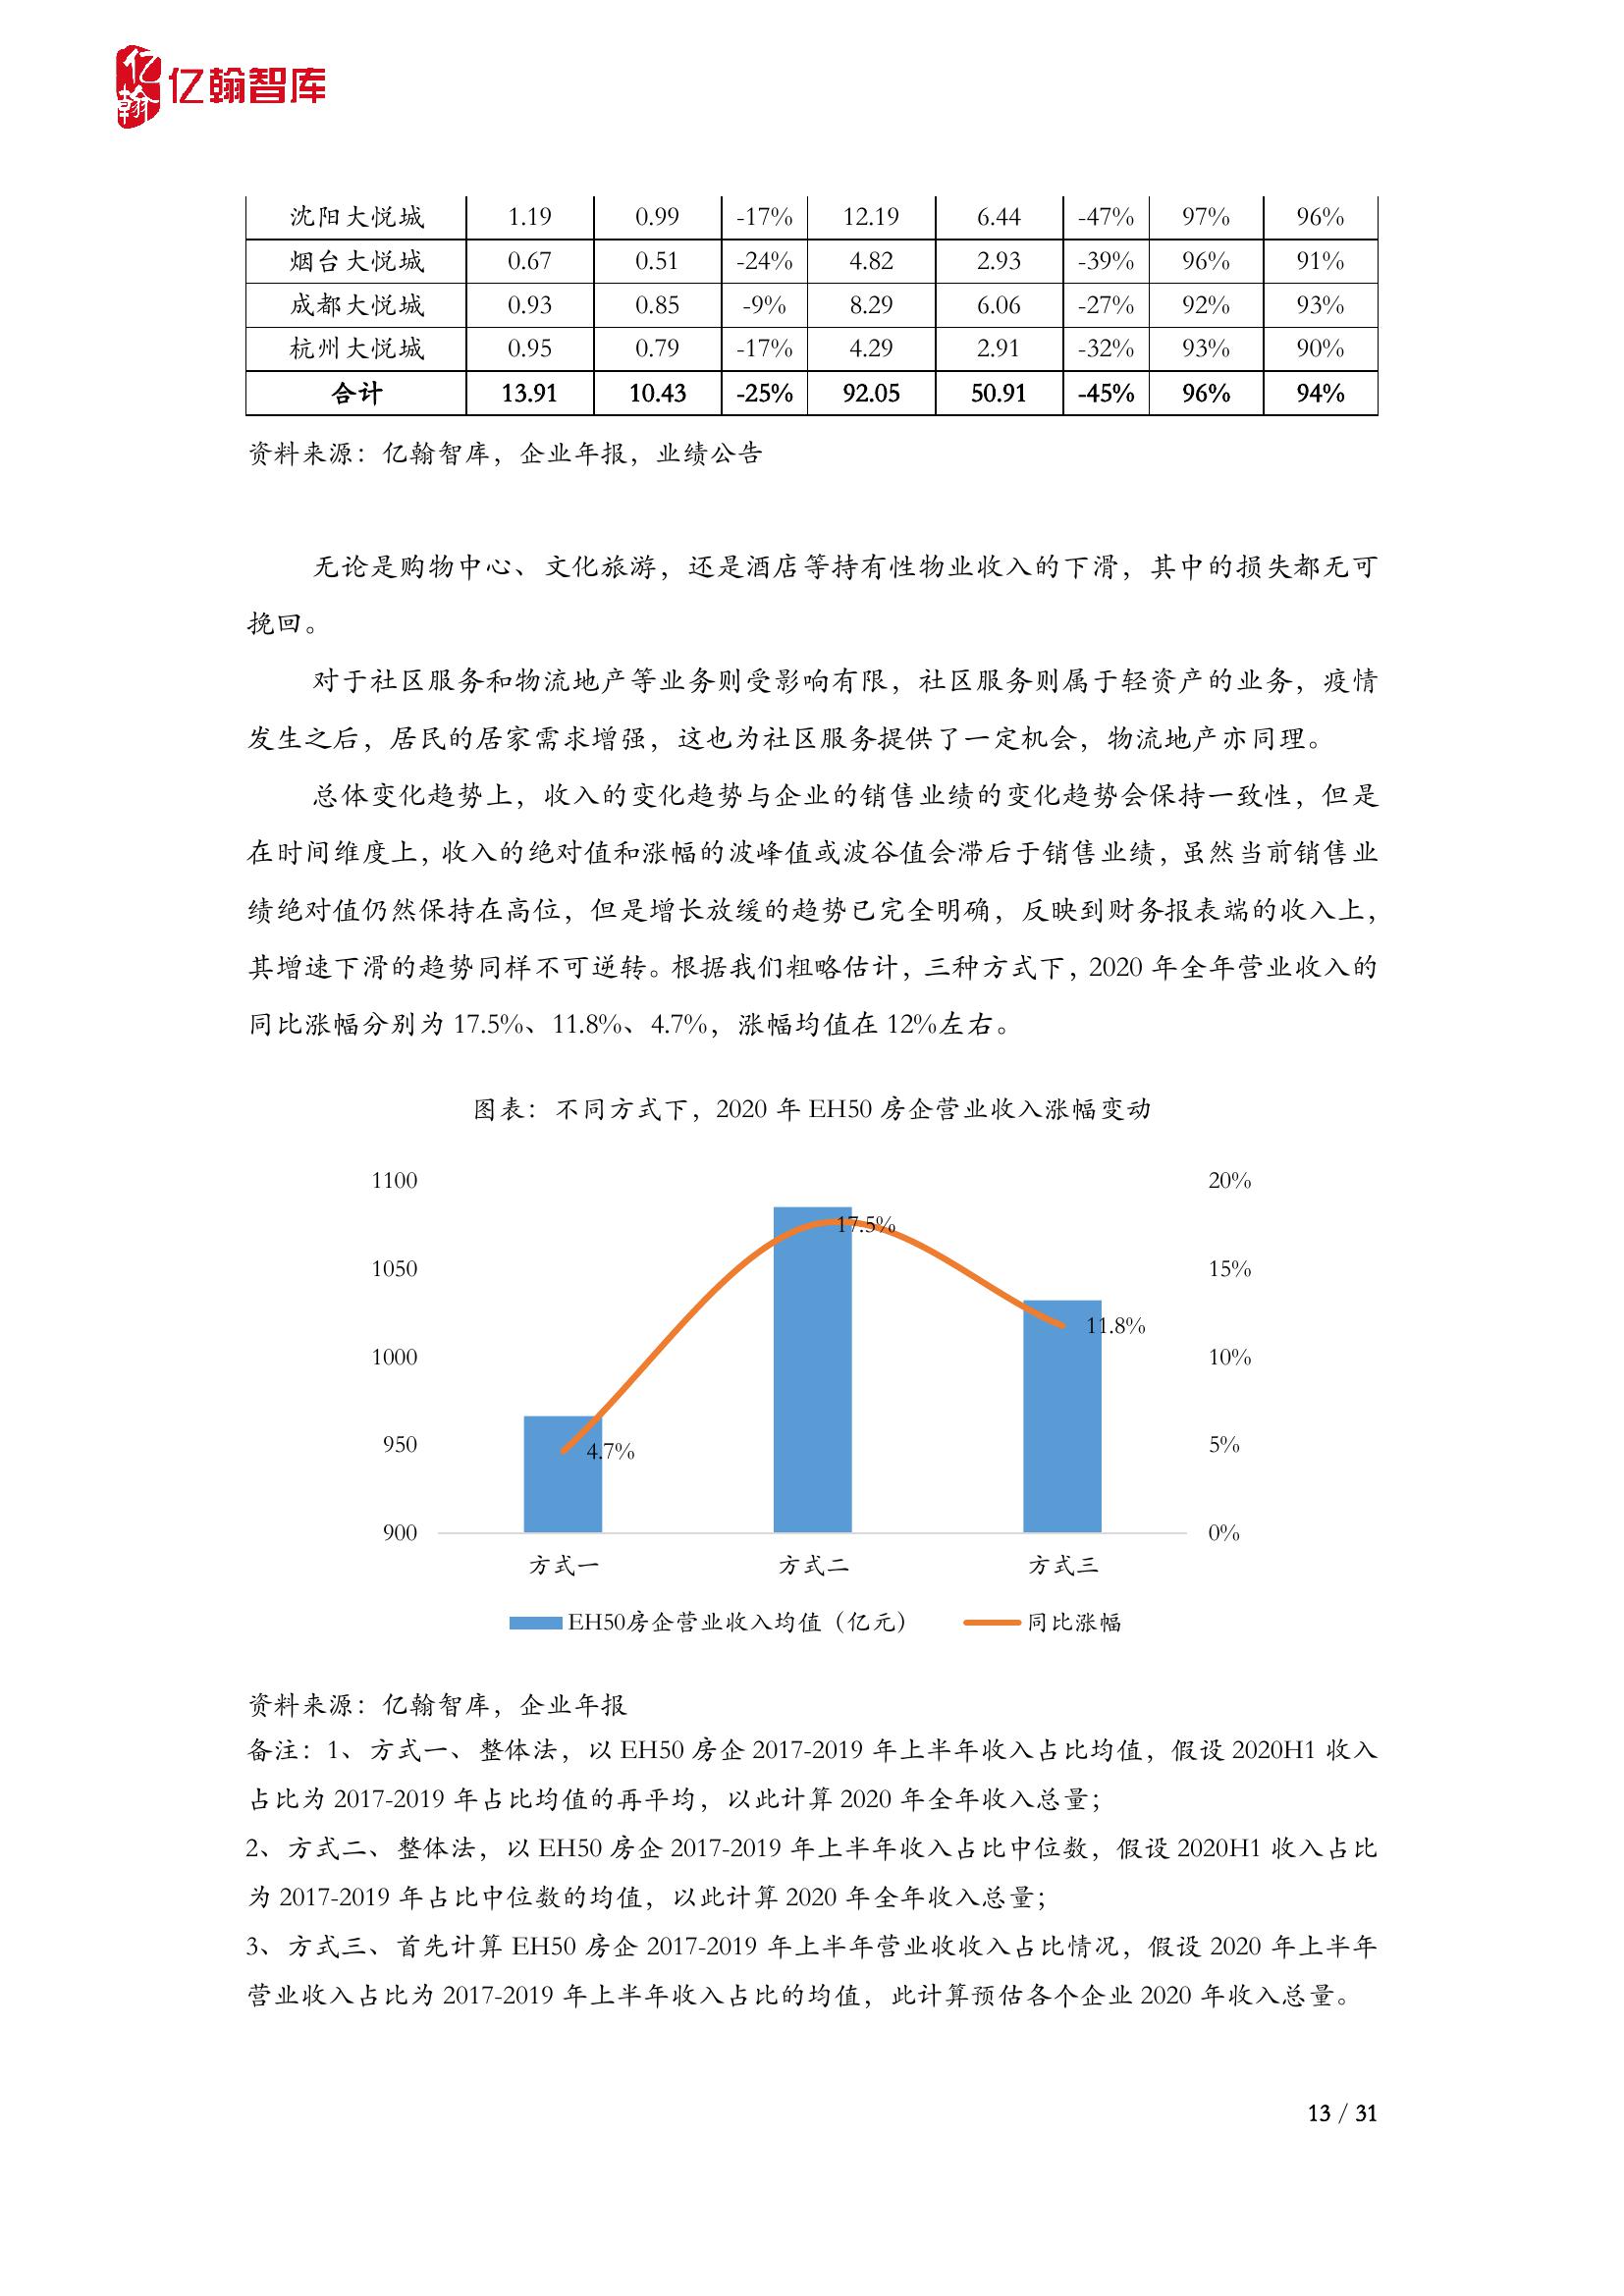 亿翰
亿翰智库
沈阳大悦城 1.19 0.99 -17% 12.19 6.44 -47% 97% 96%
烟台大悦城 0.67 0.51 -24% 4.82 2.93 -39% 96% 91%
成都大悦城 0.93 0.85 -9% 8.29 6.06 -27% 92% 93%
杭州大悦城 0.95 0.79 -17% 4.29 2.91 -32% 93% 90%
合计 13.91 10.43 -25% 92.05 50.91 -45% 96% 94%
资料来源：亿翰智库，企业年报，业绩公告
无论是购物中心、文化旅游，还是酒店等持有性物业收入的下滑，其中的损失都无可
挽回。
对于社区服务和物流地产等业务则受影响有限，社区服务则属于轻资产的业务，疫情
发生之后，居民的居家需求增强，这也为社区服务提供了一定机会，物流地产亦同理。
总体变化趋势上，收入的变化趋势与企业的销售业绩的变化趋势会保持一致性，但是
在时间维度上，收入的绝对值和涨幅的波峰值或波谷值会滞后于销售业绩，虽然当前销售业
绩绝对值仍然保持在高位，但是增长放缓的趋势已完全明确，反映到财务报表端的收入上，
其增速下滑的趋势同样不可逆转。根据我们粗略估计，三种方式下，2020 年全年营业收入的
同比涨幅分别为 17.5%、11.8%、4.7%，涨幅均值在 12%左右。
图表：不同方式下，2020 年 EH50 房企营业收入涨幅变动
1100 20%
17.5%
1050 15%
11.8%
1000 10%
950 5%
4.7%
900 0%
方式一 方式二 方式三
EH50房企营业收入均值（亿元） 同比涨幅
资料来源：亿翰智库，企业年报
备注：1、方式一、整体法，以 EH50 房企 2017-2019 年上半年收入占比均值，假设 2020H1 收入
占比为 2017-2019 年占比均值的再平均，以此计算 2020 年全年收入总量；
2、方式二、整体法，以 EH50 房企 2017-2019 年上半年收入占比中位数，假设 2020H1 收入占比
为 2017-2019 年占比中位数的均值，以此计算 2020 年全年收入总量；
3、方式三、首先计算 EH50 房企 2017-2019 年上半年营业收收入占比情况，假设 2020 年上半年
营业收入占比为 2017-2019 年上半年收入占比的均值，此计算预估各个企业 2020 年收入总量。
13 / 31